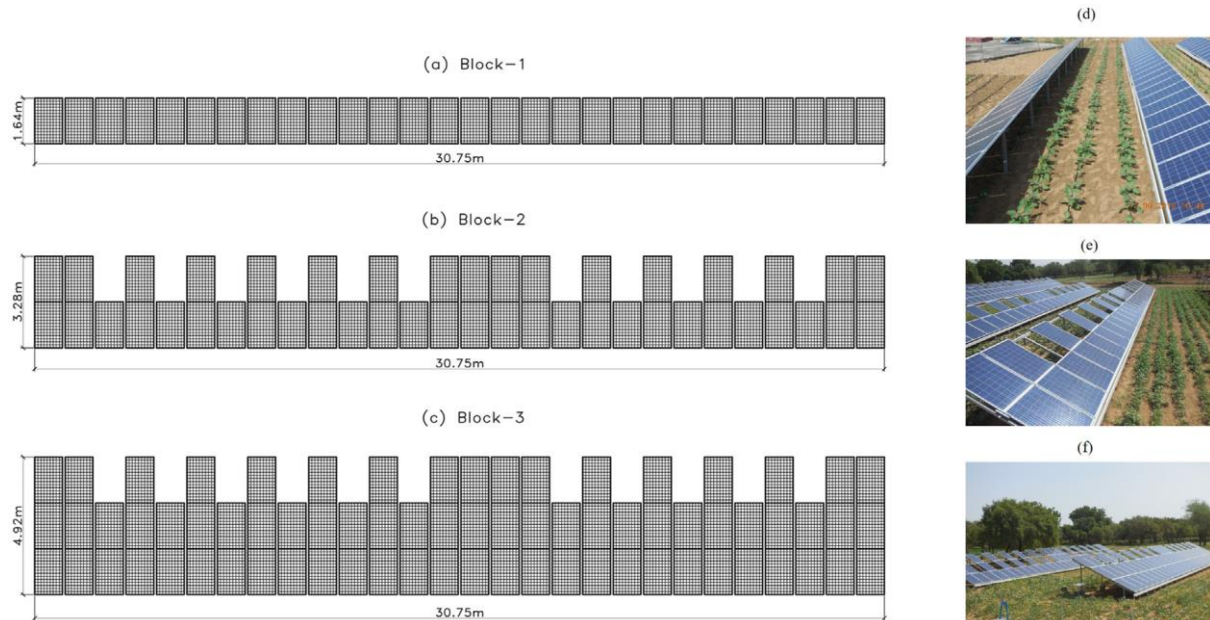 (a) Block-1
1.64m
30.75m
(b) Block-2
3.28m
30.75m
(c) Block-3
4.92m
30.75m
(d)
(e)
(f)